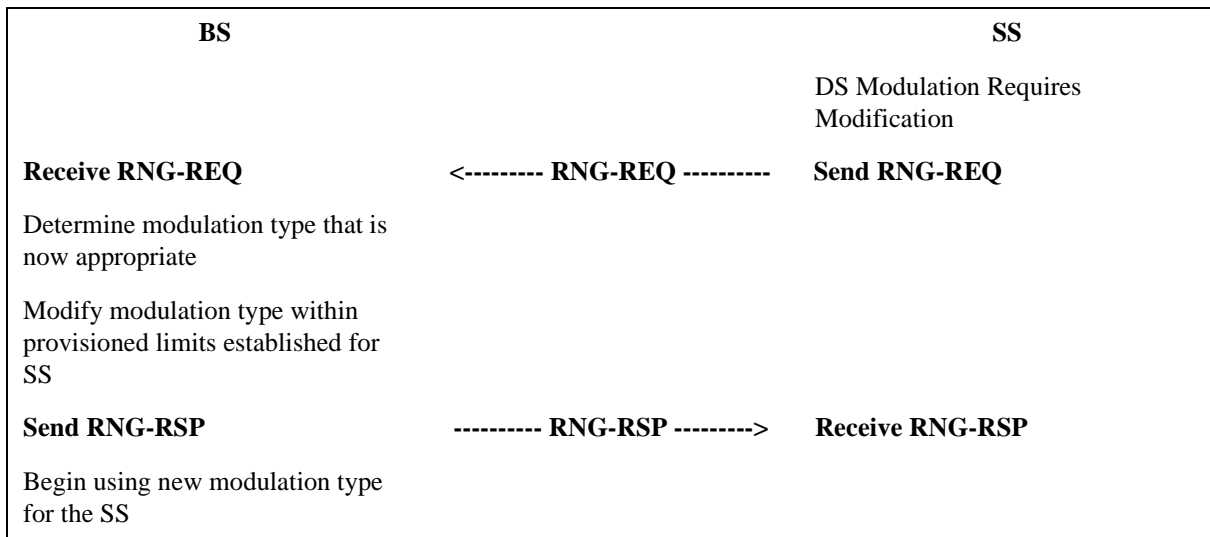 BS SS
DS Modulation Requires
Modification
Receive RNG-REQ <--------- RNG-REQ ---------- Send RNG-REQ
Determine modulation type that is
now appropriate
Modify modulation type within
provisioned limits established for
SS
Send RNG-RSP ---------- RNG-RSP ---------> Receive RNG-RSP
Begin using new modulation type
for the SS